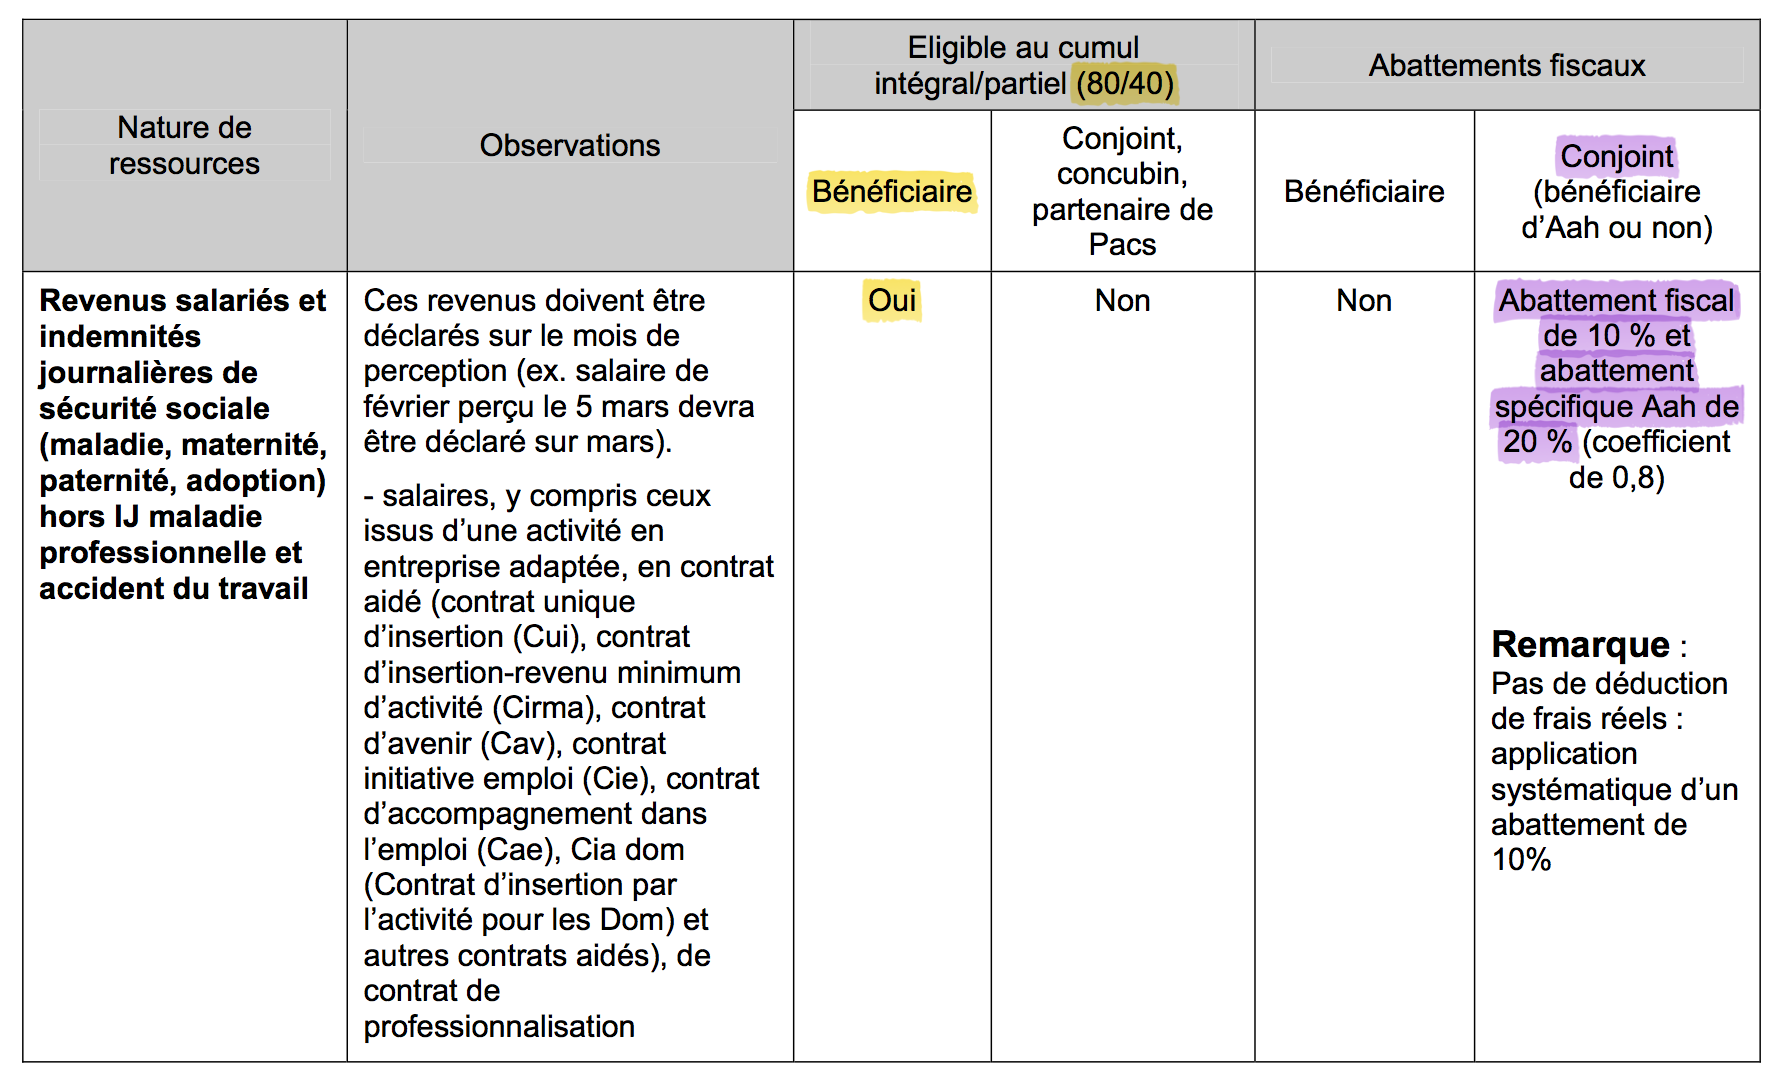 Nature de
ressources
Observations
Eligible au cumul
intégral/partiel (80/40)
Abattements fiscaux
Bénéficiaire
Conjoint,
concubin,
partenaire de
Pacs
Bénéficiaire
Conjoint
(bénéficiaire
d’Aah ou non)
Revenus salariés et
indemnités
journalières de
sécurité sociale
(maladie, maternité,
paternité, adoption)
hors IJ maladie
professionnelle et
accident du travail
Ces revenus doivent être
déclarés sur le mois de
perception (ex. salaire de
février perçu le 5 mars devra
être déclaré sur mars).
- salaires, y compris ceux
issus d’une activité en
entreprise adaptée, en contrat
aidé (contrat unique
d’insertion (Cui), contrat
d’insertion-revenu minimum
d’activité (Cirma), contrat
d’avenir (Cav), contrat
initiative emploi (Cie), contrat
d’accompagnement dans
l’emploi (Cae), Cia dom
(Contrat d’insertion par
l’activité pour les Dom) et
autres contrats aidés), de
contrat de
professionnalisation
Oui
Non
Non
Abattement fiscal
de 10 % et
abattement
spécifique Aah de
20 % (coefficient
de 0,8)
Remarque :
Pas de déduction
de frais réels :
application
systématique d’un
abattement de
10%